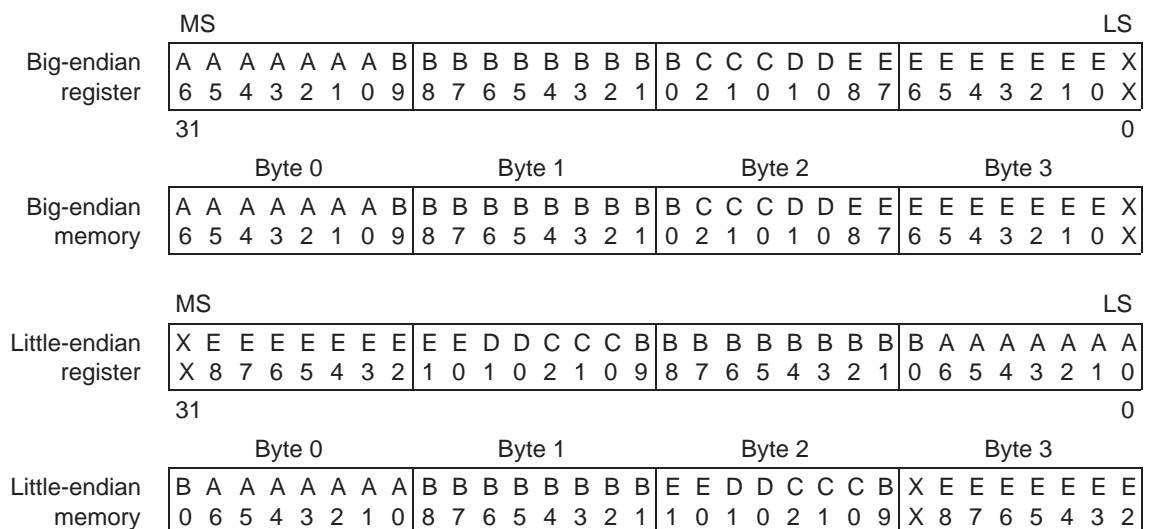 MS LS
Big-endian register
A A A A A A A B B B B B B B B B B C C C D D E E E E E E E E E X
6 5 4 3 2 1 0 9 8 7 6 5 4 3 2 1 0 2 1 0 1 0 8 7 6 5 4 3 2 1 0 X
31 0
Byte 0 Byte 1 Byte 2 Byte 3
Big-endian memory
A A A A A A A B B B B B B B B B B C C C D D E E E E E E E E E X
6 5 4 3 2 1 0 9 8 7 6 5 4 3 2 1 0 2 1 0 1 0 8 7 6 5 4 3 2 1 0 X
MS LS
Little-endian register
X E E E E E E E E E D D C C C B B B B B B B B B B A A A A A A A
X 8 7 6 5 4 3 2 1 0 1 0 2 1 0 9 8 7 6 5 4 3 2 1 0 6 5 4 3 2 1 0
31 0
Byte 0 Byte 1 Byte 2 Byte 3
Little-endian memory
B A A A A A A A B B B B B B B B E E D D C C C B X E E E E E E E
0 6 5 4 3 2 1 0 8 7 6 5 4 3 2 1 1 0 1 0 2 1 0 9 X 8 7 6 5 4 3 2